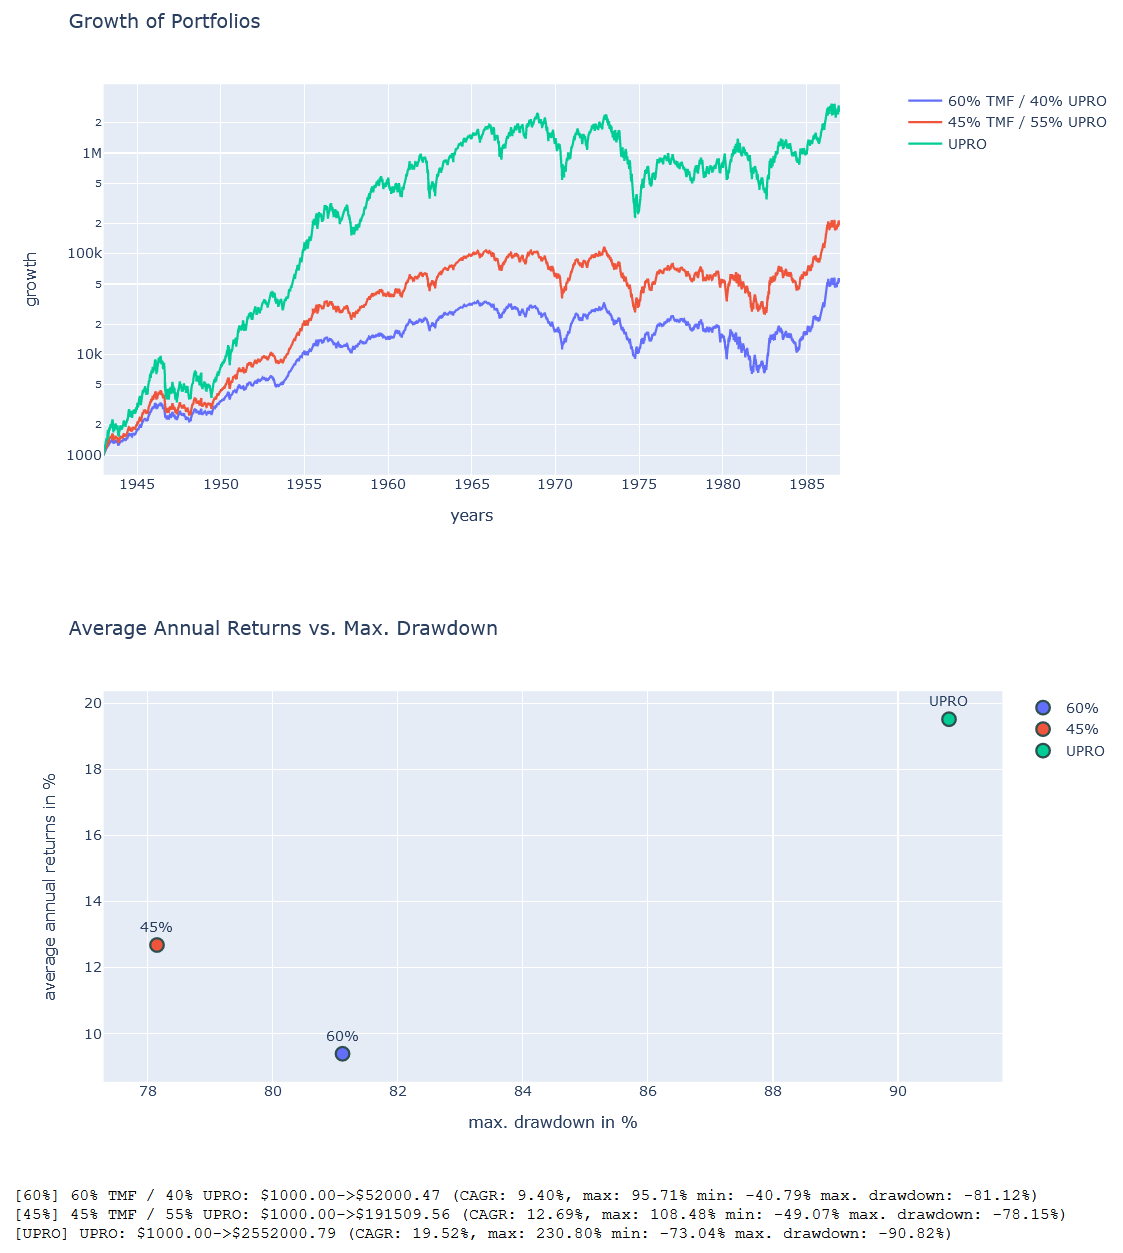 Growth of Portfolios
growth
2
1M
5
2
100k
5
2
10k
5
2
1000
1945 1950 1955 1960 1965 1970 1975 1980 1985
years
60% TMF / 40% UPRO
45% TMF / 55% UPRO
UPRO
Average Annual Returns vs. Max. Drawdown
average annual returns in %
20
18
16
14
12
10
UPRO
45%
60%
78 80 82 84 86 88 90
max. drawdown in %
60%
45%
UPRO
[60%] 60% TMF / 40% UPRO: $1000.00->$52000.47 (CAGR: 9.40%, max: 95.71% min: -40.79% max. drawdown: -81.12%)
[45%] 45% TMF / 55% UPRO: $1000.00->$191509.56 (CAGR: 12.69%, max: 108.48% min: -49.07% max. drawdown: -78.15%)
[UPRO] UPRO: $1000.00->$2552000.79 (CAGR: 19.52%, max: 230.80% min: -73.04% max. drawdown: -90.82%)